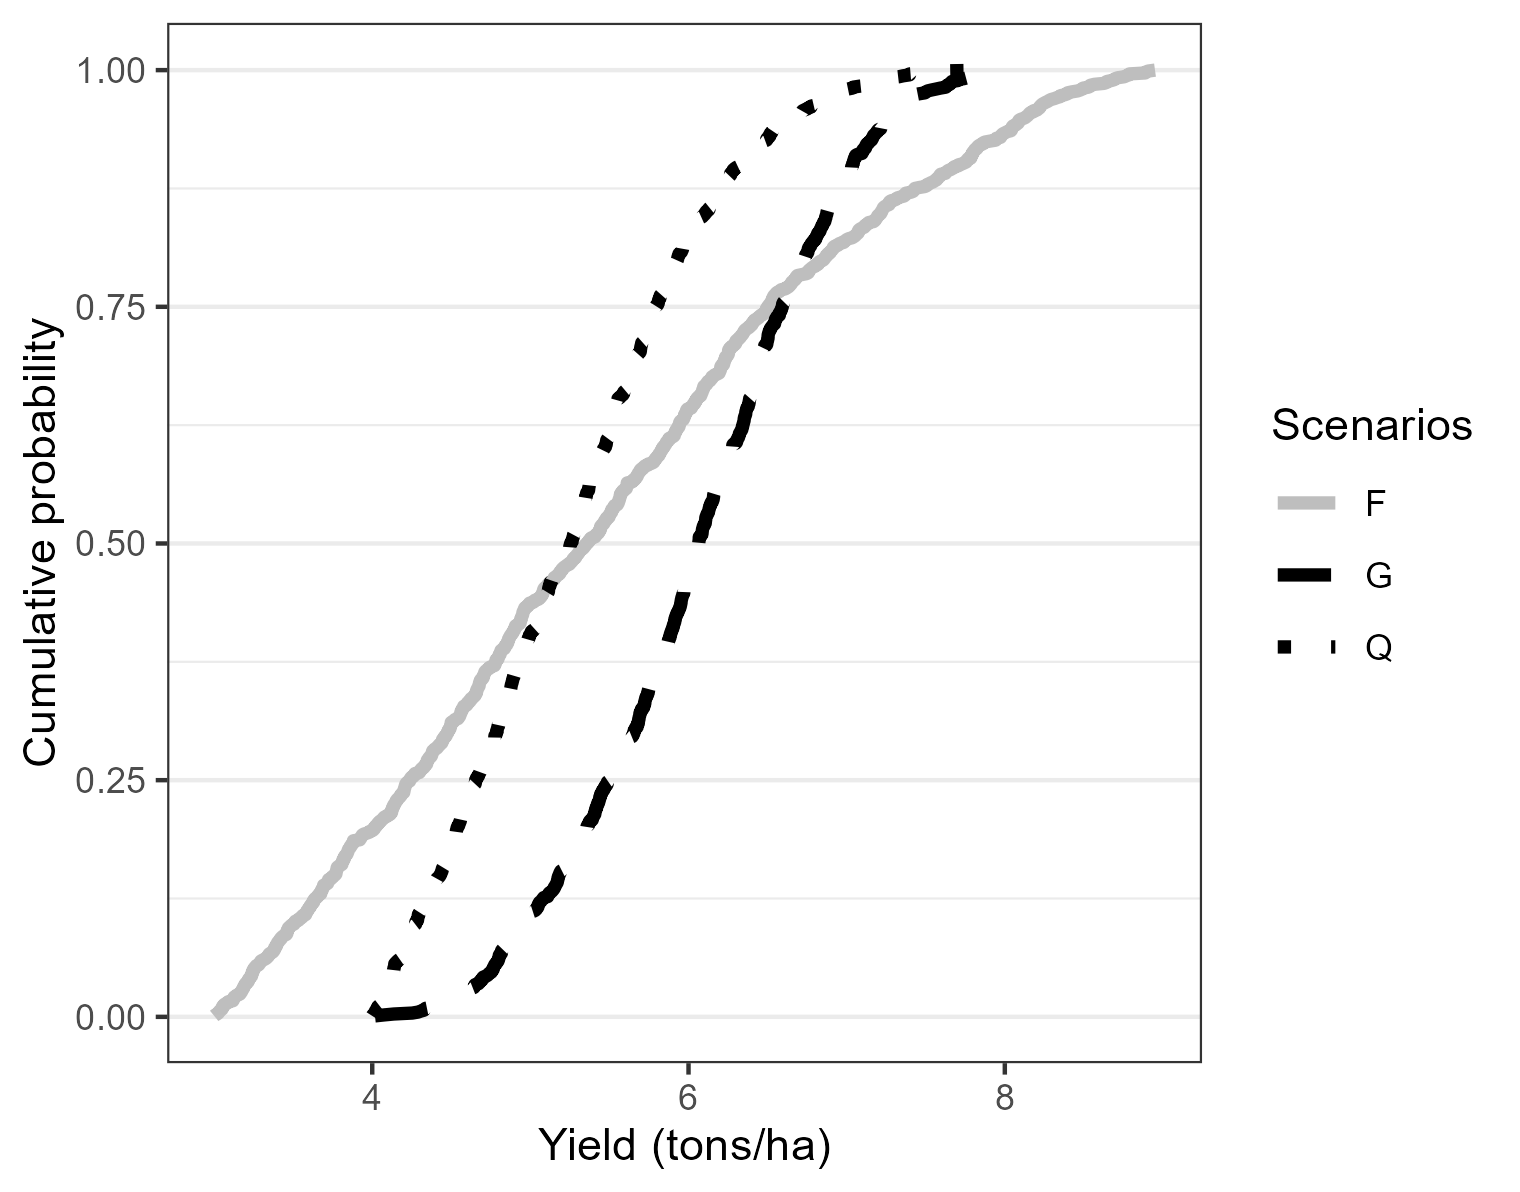 1.00
0.75
0.50
0.25
0.00
Cumulative probability
4
6
8
Yield (tons/ha)
Scenarios
F
G
Q